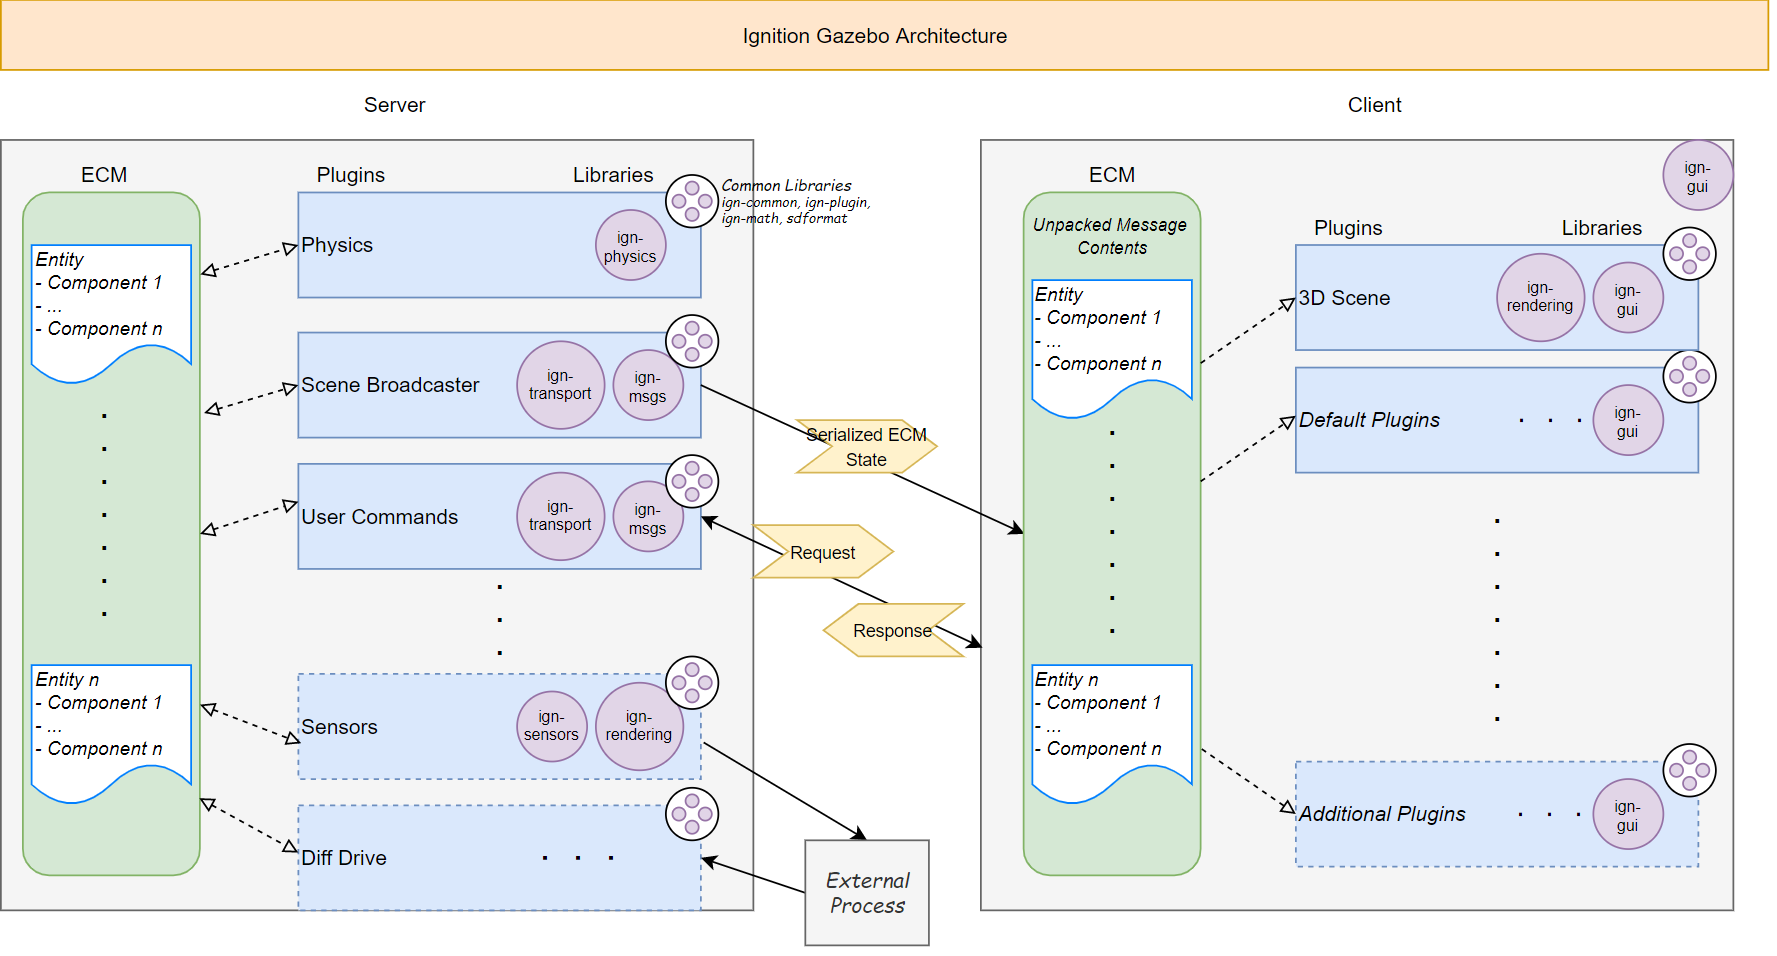 Ignition Gazebo Architecture
Server
ECM
Plugins
Libraries
Common Libraries
ign-common, ign-plugin,
ign-math, sdformat
Entity
- Component 1
- ...
- Component n
Entity n
- Component 1
- ...
- Component n
Physics
ign-
physics
Scene Broadcaster
ign-
transport
ign-
msgs
User Commands
ign-
transport
ign-
msgs
Sensors
ign-
sensors
ign-
rendering
Diff Drive
Serialized ECM
State
Request
Response
External
Process
Client
ign-
gui
ECM
Unpacked Message
Contents
Entity
- Component 1
- ...
- Component n
Entity n
- Component 1
- ...
- Component n
Plugins
Libraries
3D Scene
ign-
rendering
ign-
gui
Default Plugins
ign-
gui
Additional Plugins
ign-
gui